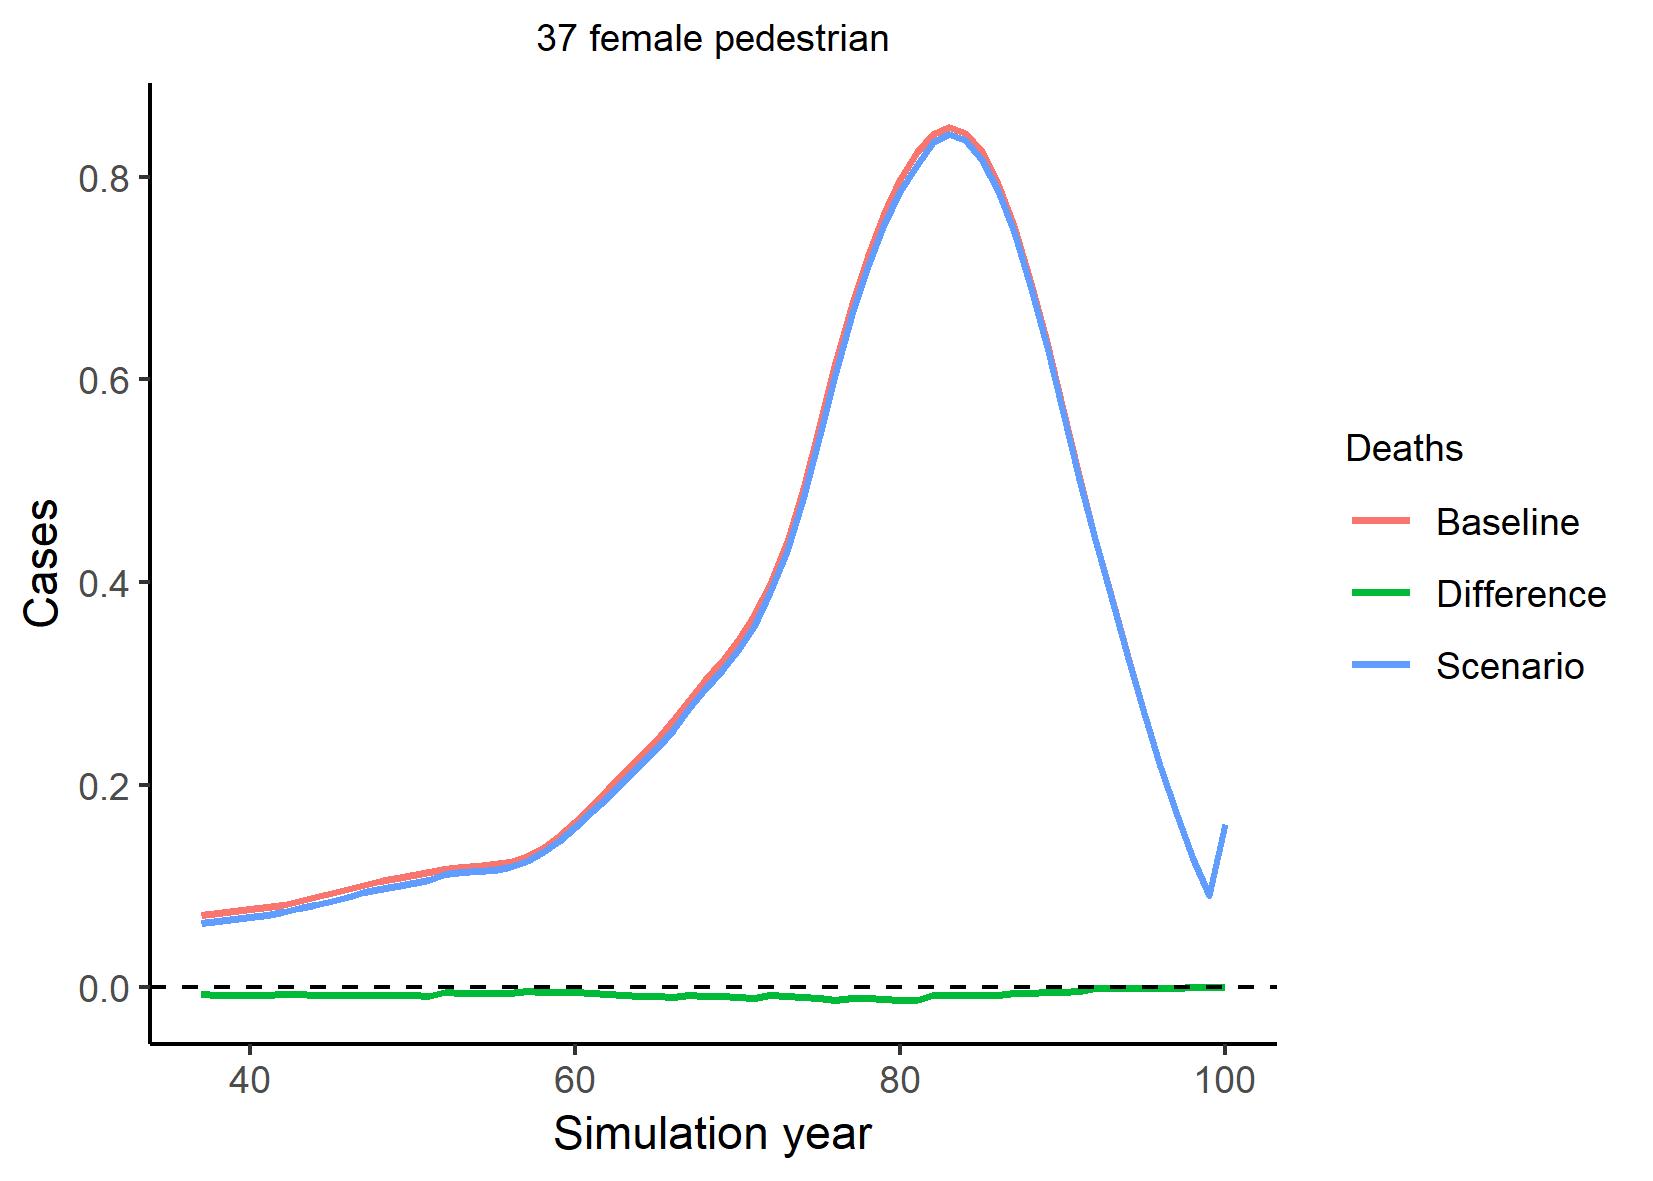 37 female pedestrian
Cases
0.8
0.6
0.4
0.2
0.0
40 60 80 100
Simulation year
Deaths
Baseline
Difference
Scenario